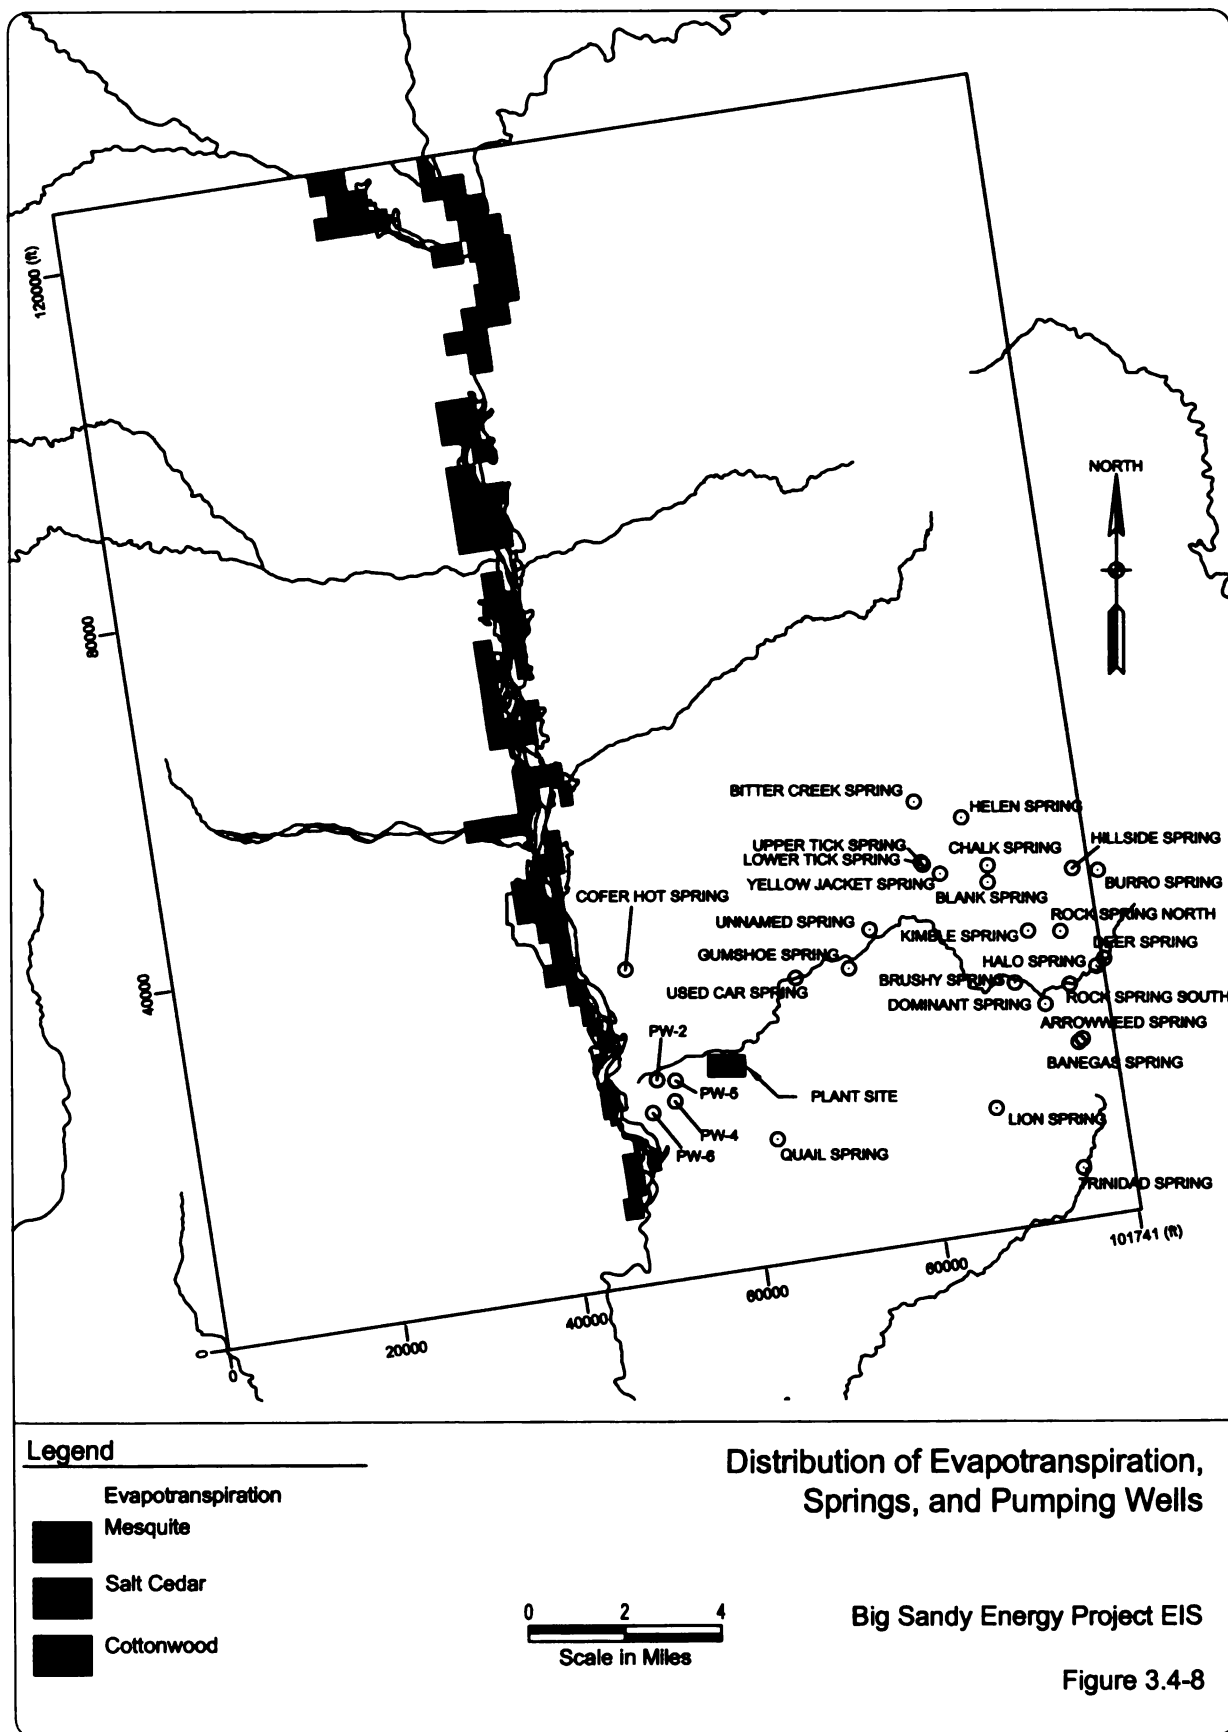 120000 (ft)
NORTH
80000
BITTER CREEK SPRING
HELEN SPRING
UPPER TICK SPRING
CHALK SPRING
HILLSIDE SPRING
LOWER TICK SPRING
YELLOW JACKET SPRING
BURRO SPRING
COFER HOT SPRING
BLANK SPRING
UNNAMED SPRING
ROCK SPRING NORTH
KIMBLE SPRING
DEER SPRING
GUMSHOE SPRING
HALO SPRING
BRUSHY SPRING
USED CAR SPRING
ROCK SPRING SOUTH
DOMINANT SPRING
40000
ARROWWEED SPRING
PW-2
BANEGAS SPRING
PW-5
PLANT SITE
LION SPRING
PW-4
PW-6
QUAIL SPRING
TRINIDAD SPRING
101741 (ft)
60000
60000
40000
20000
0
0
Legend
Evapotranspiration
Mesquite
Salt Cedar
Cottonwood
0 2 4
Scale in Miles
Distribution of Evapotranspiration,
Springs, and Pumping Wells
Big Sandy Energy Project EIS
Figure 3.4-8